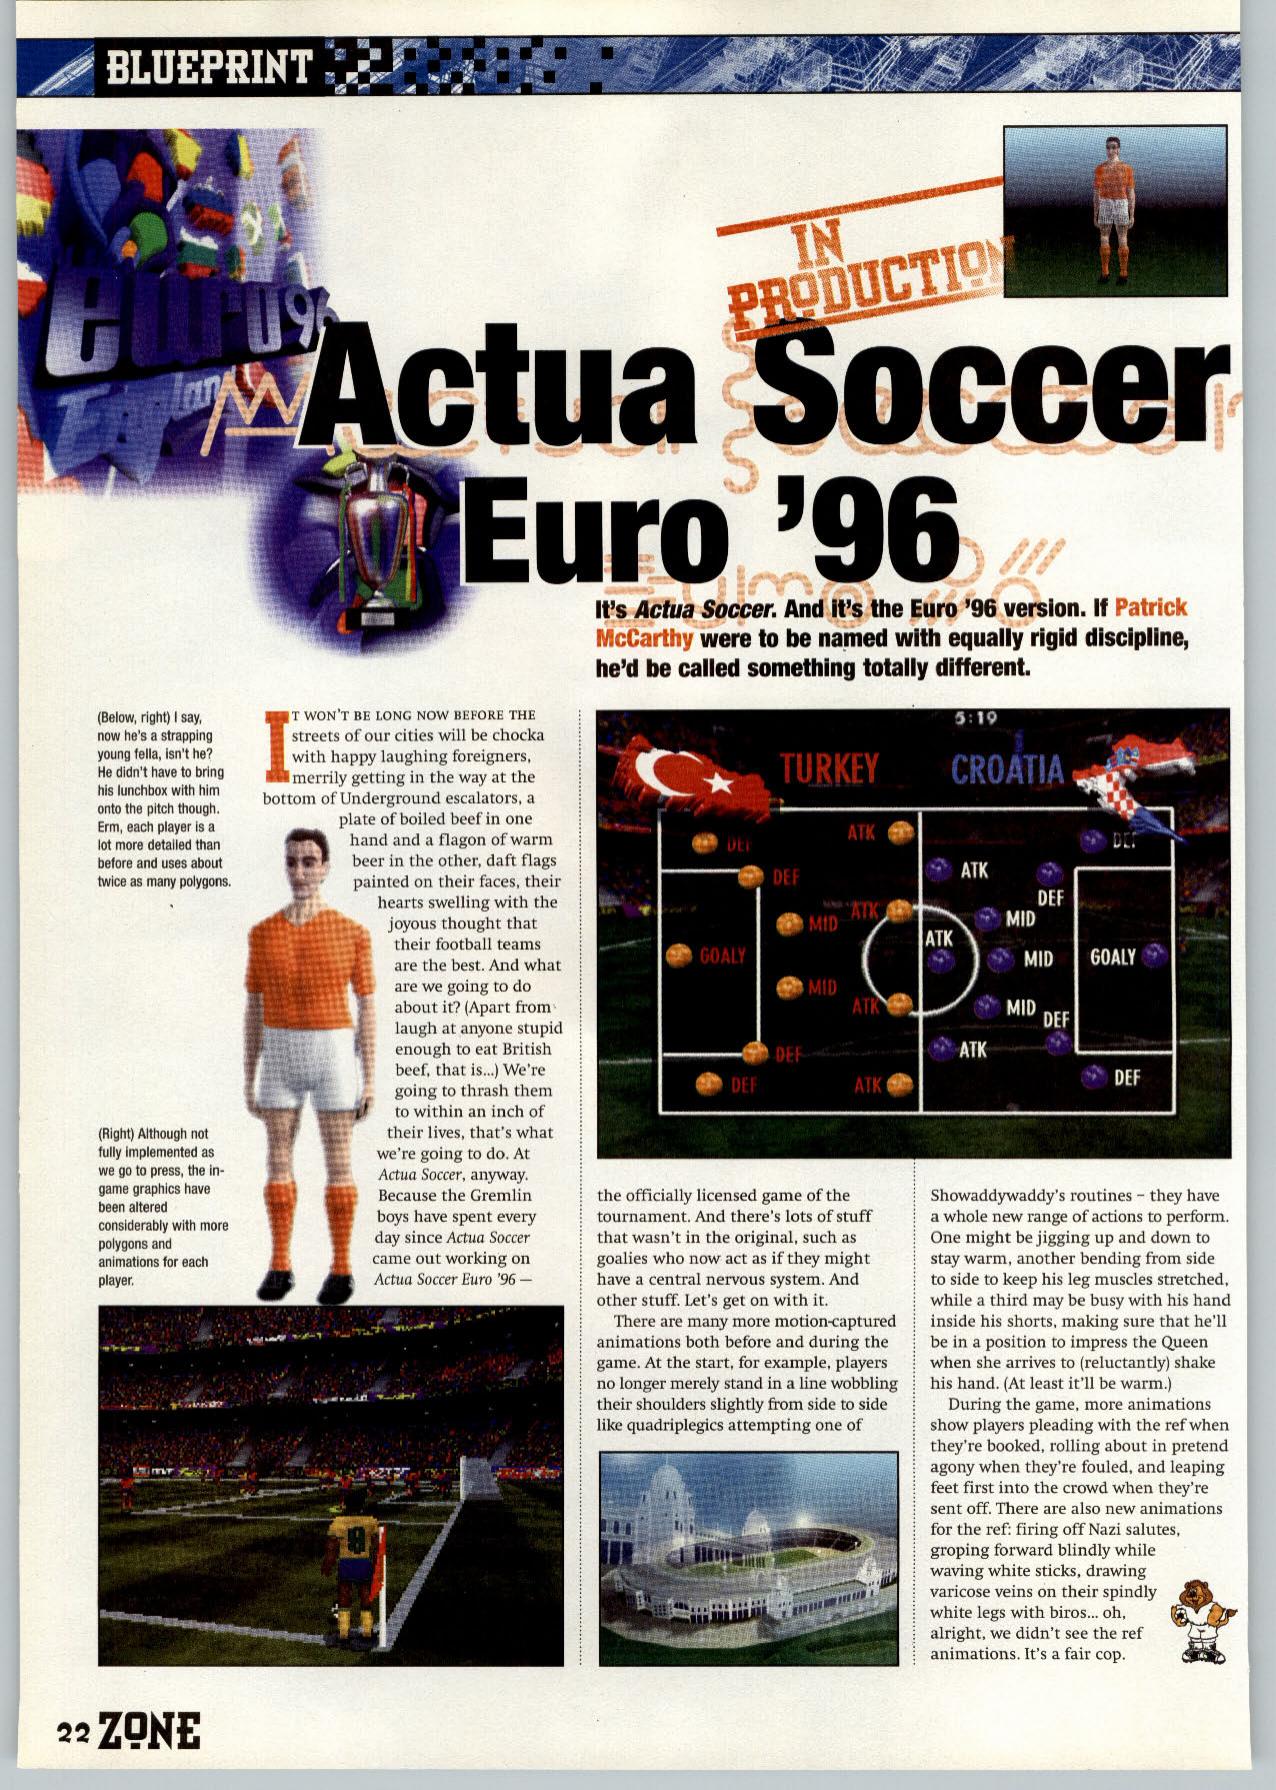 BLUEPRINT
euro96
England
IN
PRODUCTION
Actua Soccer
Euro '96
It's Actua Soccer. And it's the Euro '96 version. If Patrick
McCarthy were to be named with equally rigid discipline,
he'd be called something totally different.
(Below, right) I say,
now he's a strapping
young fella, isn't he?
He didn't have to bring
his lunchbox with him
onto the pitch though.
Erm, each player is a
lot more detailed than
before and uses about
twice as many polygons.
(Right) Although not
fully implemented as
we go to press, the in-
game graphics have
been altered
considerably with more
polygons and
animations for each
player.
IT WON'T BE LONG NOW BEFORE THE
streets of our cities will be chocka
with happy laughing foreigners,
merrily getting in the way at the
bottom of Underground escalators, a
plate of boiled beef in one
hand and a flagon of warm
beer in the other, daft flags
painted on their faces, their
hearts swelling with the
joyous thought that
their football teams
are the best. And what
are we going to do
about it? (Apart from
laugh at anyone stupid
enough to eat British
beef, that is...) We're
going to thrash them
to within an inch of
their lives, that's what
we're going to do. At
Actua Soccer, anyway.
Because the Gremlin
boys have spent every
day since Actua Soccer
came out working on
Actua Soccer Euro '96 —
5:19
TURKEY CROATIA
DEF ATK DEF
DEF ATK DEF
MID ATK MID
GOALY ATK MID GOALY
MID ATK MID DEF
DEF ATK
DEF ATK DEF
8
the officially licensed game of the
tournament. And there's lots of stuff
that wasn't in the original, such as
goalies who now act as if they might
have a central nervous system. And
other stuff. Let's get on with it.
There are many more motion-captured
animations both before and during the
game. At the start, for example, players
no longer merely stand in a line wobbling
their shoulders slightly from side to side
like quadriplegics attempting one of
Showaddywaddy's routines – they have
a whole new range of actions to perform.
One might be jigging up and down to
stay warm, another bending from side
to side to keep his leg muscles stretched,
while a third may be busy with his hand
inside his shorts, making sure that he'll
be in a position to impress the Queen
when she arrives to (reluctantly) shake
his hand. (At least it'll be warm.)
During the game, more animations
show players pleading with the ref when
they're booked, rolling about in pretend
agony when they're fouled, and leaping
feet first into the crowd when they're
sent off. There are also new animations
for the ref: firing off Nazi salutes,
groping forward blindly while
waving white sticks, drawing
varicose veins on their spindly
white legs with biros... oh,
alright, we didn't see the ref
animations. It's a fair cop.
22 ZONE